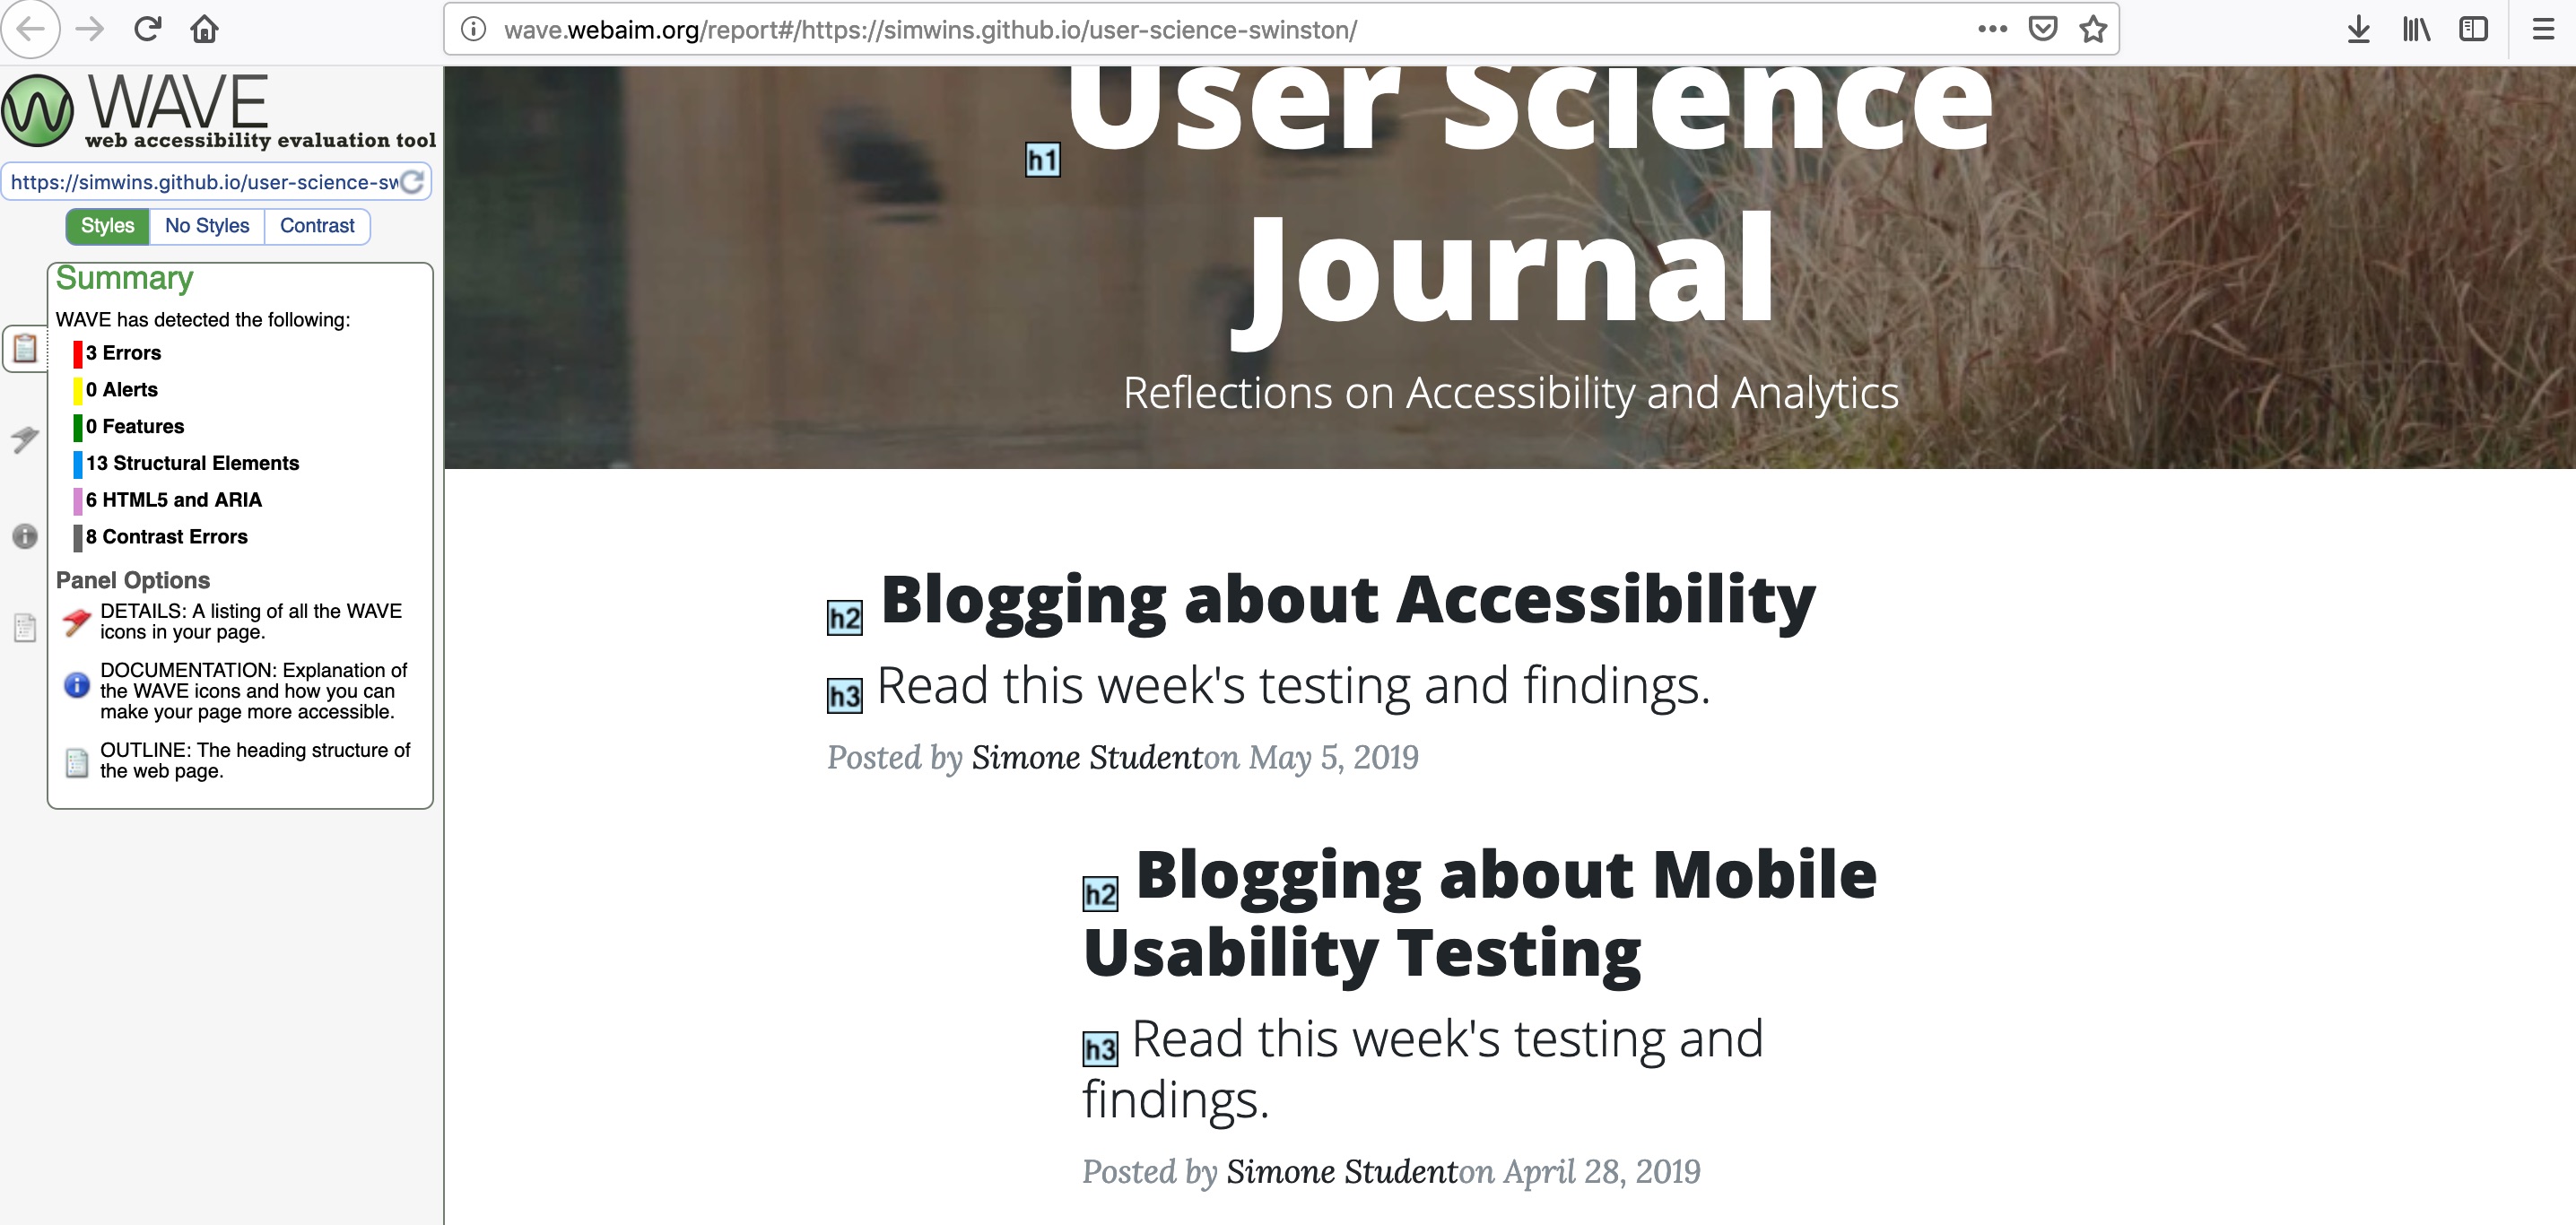 wave.webaim.org/report#/https://simwins.github.io/user-science-swinston/
WAVE
web accessibility evaluation tool
https://simwins.github.io/user-science-sw
Styles No Styles Contrast
Summary
WAVE has detected the following:
3 Errors
0 Alerts
0 Features
13 Structural Elements
6 HTML5 and ARIA
8 Contrast Errors
Panel Options
DETAILS: A listing of all the WAVE
icons in your page.
DOCUMENTATION: Explanation of
the WAVE icons and how you can
make your page more accessible.
OUTLINE: The heading structure of
the web page.
h1 User Science
Journal
Reflections on Accessibility and Analytics
h2 Blogging about Accessibility
h3 Read this week's testing and findings.
Posted by Simone Studenton May 5, 2019
h2 Blogging about Mobile
Usability Testing
h3 Read this week's testing and
findings.
Posted by Simone Studenton April 28, 2019